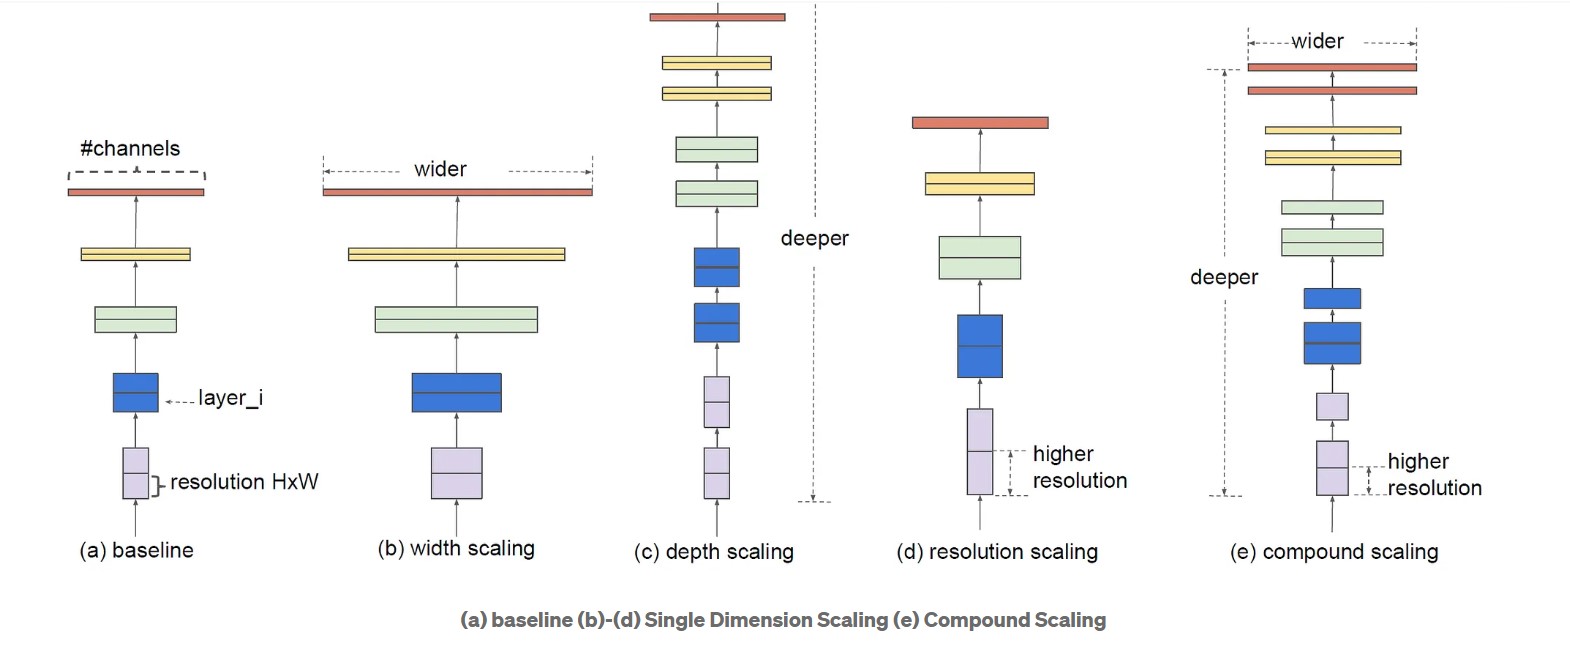 #channels
layer_i
resolution HxW
(a) baseline
wider
(b) width scaling
deeper
(c) depth scaling
higher
resolution
(d) resolution scaling
wider
deeper
higher
resolution
(e) compound scaling
(a) baseline (b)-(d) Single Dimension Scaling (e) Compound Scaling